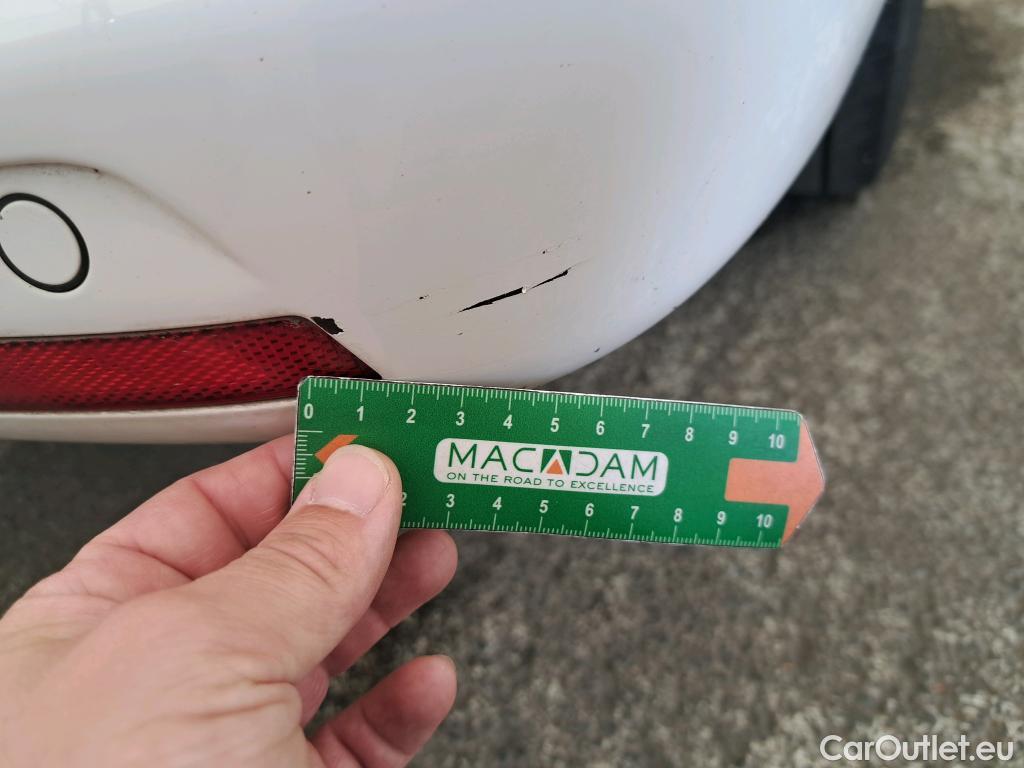 0 1 2 3 4 5 6 7 8 9 10
MACADAM
ON THE ROAD TO EXCELLENCE
2 3 4 5 6 7 8 9 10
CarOutlet.eu